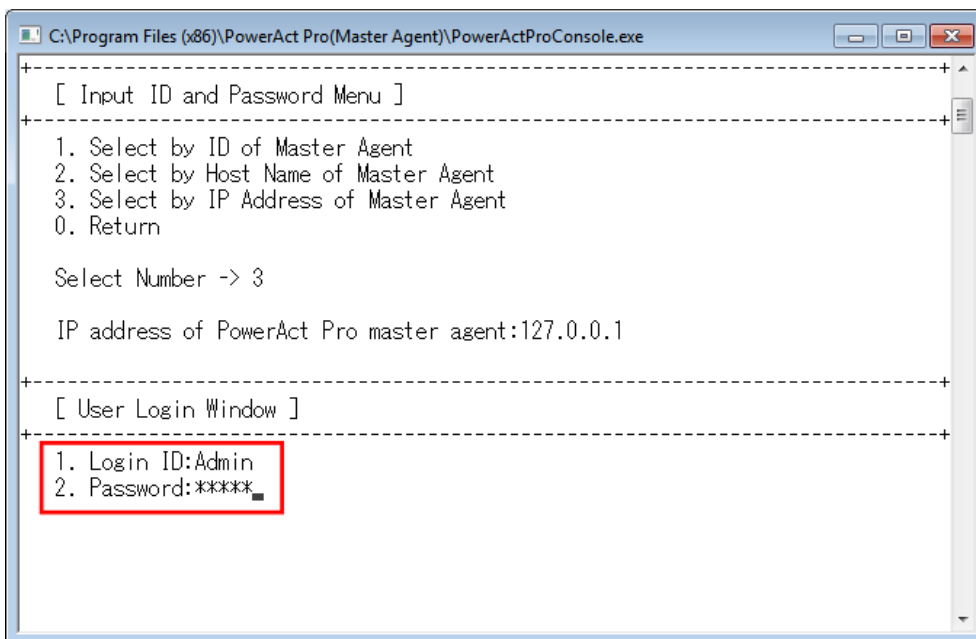 C:\Program Files (x86)\PowerAct Pro(Master Agent)\PowerActProConsole.exe
[ Input ID and Password Menu ]
1. Select by ID of Master Agent
2. Select by Host Name of Master Agent
3. Select by IP Address of Master Agent
0. Return
Select Number -> 3
IP address of PowerAct Pro master agent:127.0.0.1
[ User Login Window ]
1. Login ID:Admin
2. Password:*****_